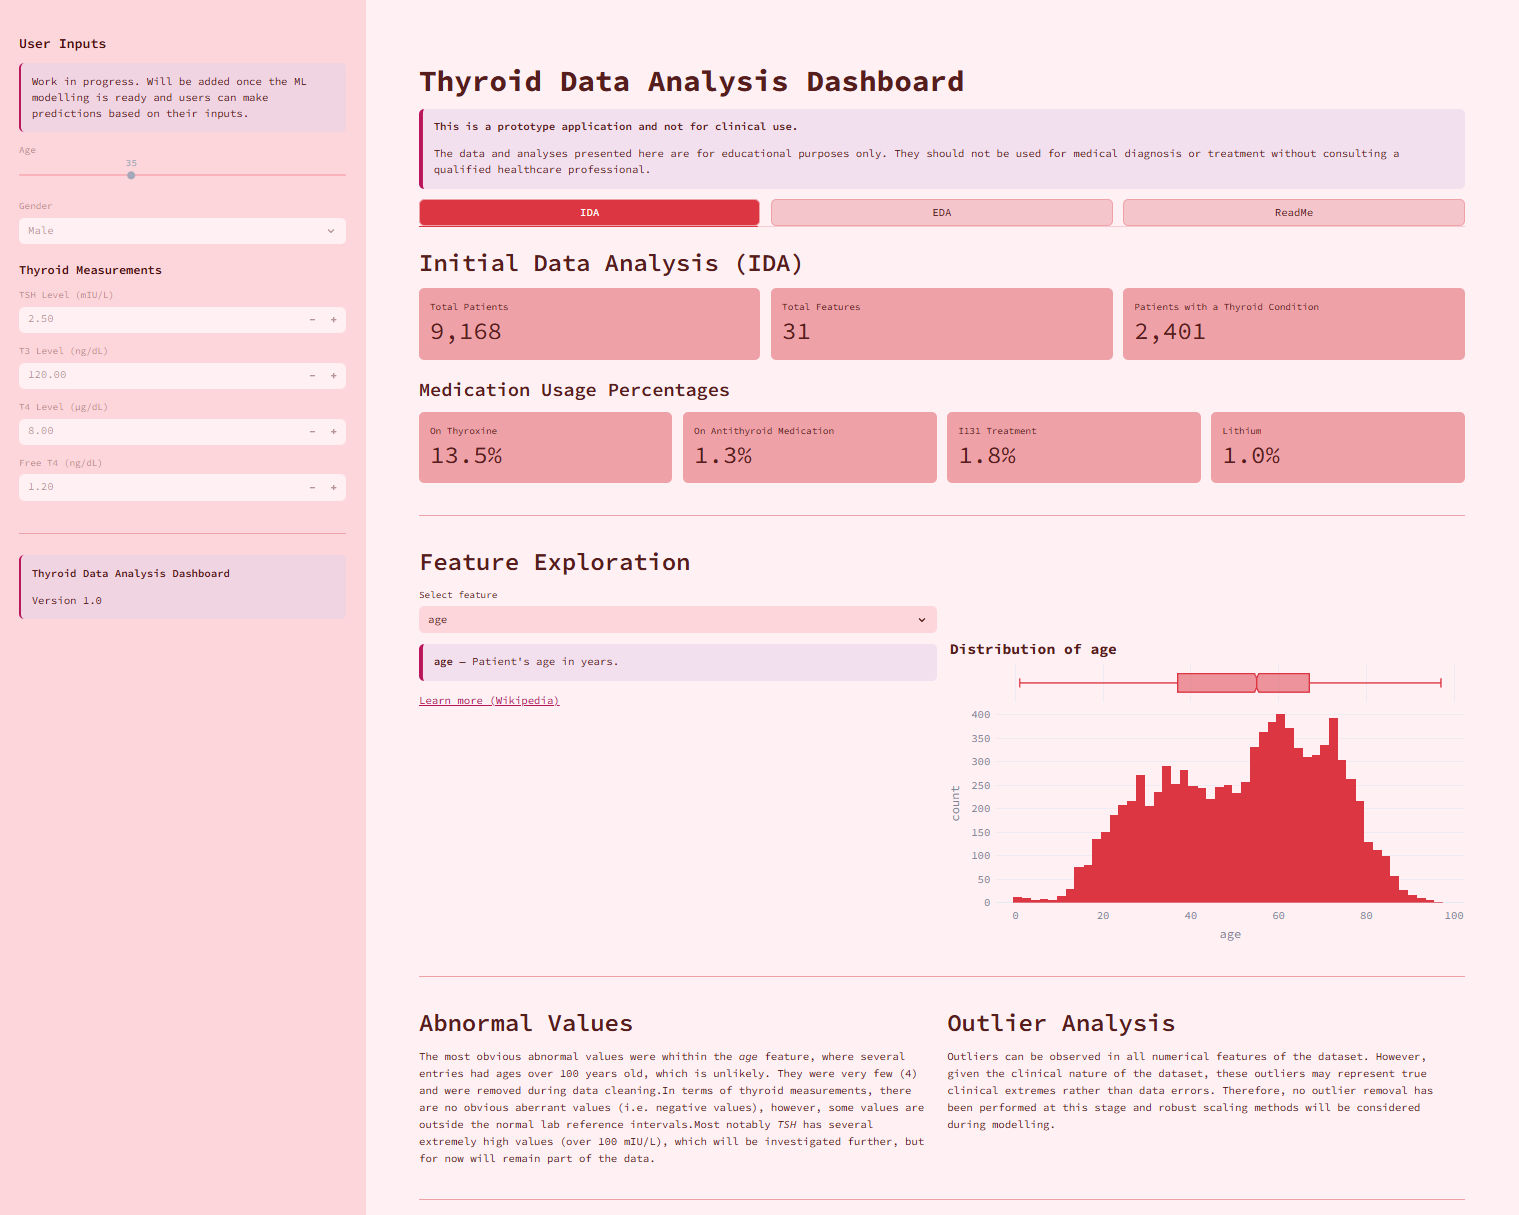 User Inputs
Work in progress. Will be added once the ML
modelling is ready and users can make
predictions based on their inputs.
Age
35
Gender
Male
Thyroid Measurements
TSH Level (mIU/L)
2.50
− +
T3 Level (ng/dL)
120.00
− +
T4 Level (µg/dL)
8.00
− +
Free T4 (ng/dL)
1.20
− +
Thyroid Data Analysis Dashboard
Version 1.0
Thyroid Data Analysis Dashboard
This is a prototype application and not for clinical use.
The data and analyses presented here are for educational purposes only. They should not be used for medical diagnosis or treatment without consulting a
qualified healthcare professional.
IDA
EDA
ReadMe
Initial Data Analysis (IDA)
Total Patients
9,168
Total Features
31
Patients with a Thyroid Condition
2,401
Medication Usage Percentages
On Thyroxine
13.5%
On Antithyroid Medication
1.3%
I131 Treatment
1.8%
Lithium
1.0%
Feature Exploration
Select feature
age
age — Patient's age in years.
Learn more (Wikipedia)
Distribution of age
400
350
300
250
200
150
100
50
0
count
0 20 40 60 80 100
age
Abnormal Values
The most obvious abnormal values were whithin the age feature, where several
entries had ages over 100 years old, which is unlikely. They were very few (4)
and were removed during data cleaning.In terms of thyroid measurements, there
are no obvious aberrant values (i.e. negative values), however, some values are
outside the normal lab reference intervals.Most notably TSH has several
extremely high values (over 100 mIU/L), which will be investigated further, but
for now will remain part of the data.
Outlier Analysis
Outliers can be observed in all numerical features of the dataset. However,
given the clinical nature of the dataset, these outliers may represent true
clinical extremes rather than data errors. Therefore, no outlier removal has
been performed at this stage and robust scaling methods will be considered
during modelling.